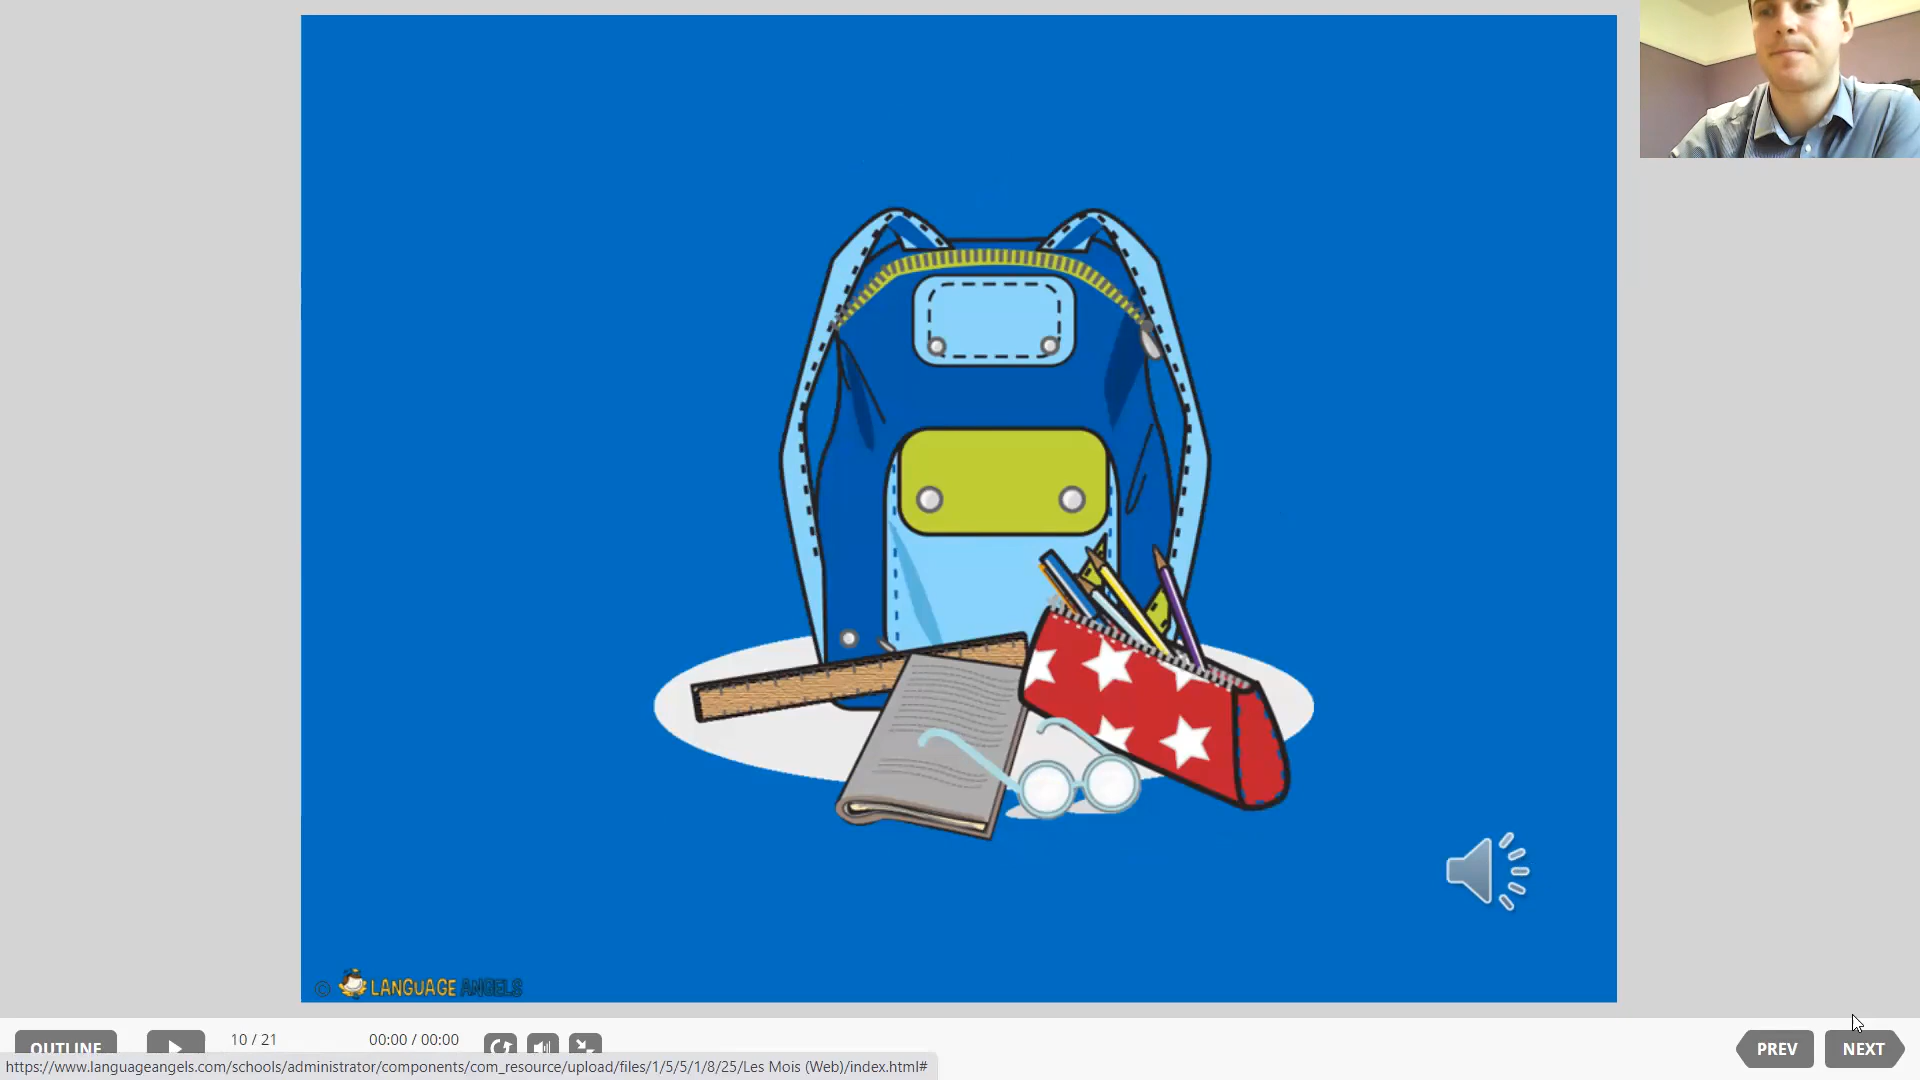 © LANGUAGE ANGELS
OUTLINE
10 / 21
00:00 / 00:00
PREV
NEXT
https://www.languageangels.com/schools/administrator/components/com_resource/upload/files/1/5/5/1/8/25/Les Mois (Web)/index.html#